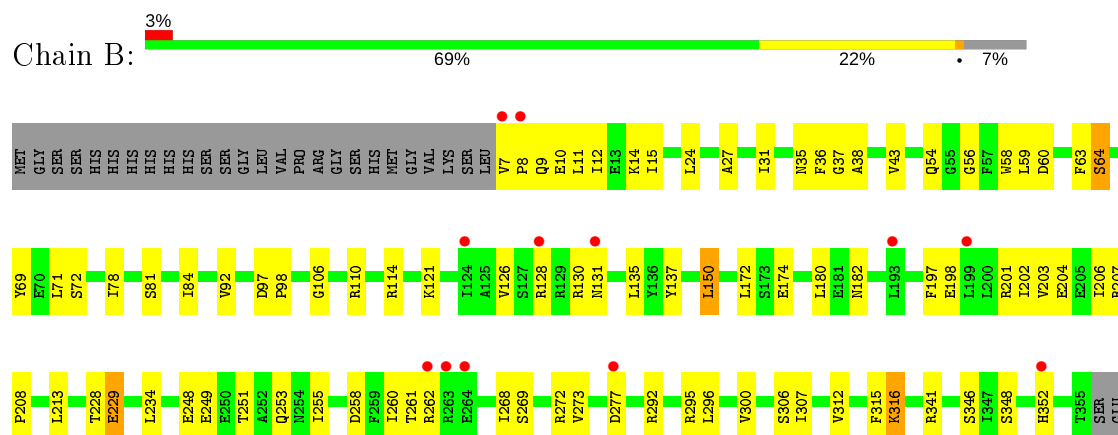 3%
Chain B:
69% 22% • 7%
MET GLY SER SER HIS HIS HIS HIS HIS HIS SER SER GLY LEU VAL PRO ARG GLY SER HIS MET GLY VAL LYS SER LEU V7 P8 Q9 E10 L11 I12 E13 K14 I15 L24 A27 I31 N35 F36 G37 A38 V43 Q54 G55 G56 F57 W58 L59 D60 F63 S64
Y69 E70 L71 S72 I78 S81 I84 V92 D97 P98 G106 R110 R114 K121 I124 A125 V126 S127 R128 R129 R130 N131 L135 Y136 Y137 L150 L172 S173 E174 L180 E181 N182 L193 F197 E198 L199 L200 R201 I202 V203 E204 E205 I206
P208 L213 T228 E229 L234 E248 E249 E250 T251 A252 Q253 N254 I255 D258 F259 I260 T261 R262 R263 E264 I268 S269 R272 V273 D277 R292 R295 L296 V300 S306 I307 V312 F315 K316 R341 S346 I347 S348 H352 T355 SER